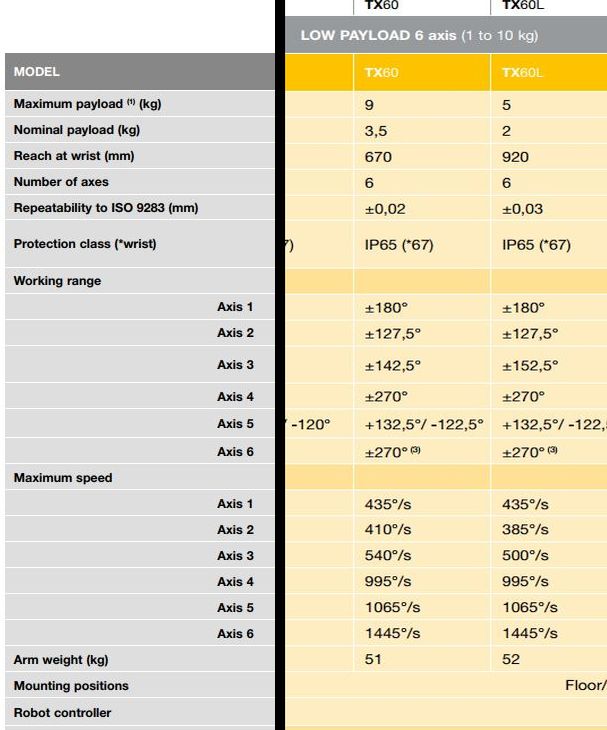 TX60 TX60L
LOW PAYLOAD 6 axis (1 to 10 kg)
MODEL TX60 TX60L
Maximum payload (1) (kg) 9 5
Nominal payload (kg) 3,5 2
Reach at wrist (mm) 670 920
Number of axes 6 6
Repeatability to ISO 9283 (mm) ±0,02 ±0,03
Protection class (*wrist) 7) IP65 (*67) IP65 (*67)
Working range
Axis 1 ±180° ±180°
Axis 2 ±127,5° ±127,5°
Axis 3 ±142,5° ±152,5°
Axis 4 ±270° ±270°
Axis 5 / -120° +132,5°/ -122,5° +132,5°/ -122,
Axis 6 ±270° (3) ±270° (3)
Maximum speed
Axis 1 435°/s 435°/s
Axis 2 410°/s 385°/s
Axis 3 540°/s 500°/s
Axis 4 995°/s 995°/s
Axis 5 1065°/s 1065°/s
Axis 6 1445°/s 1445°/s
Arm weight (kg) 51 52
Mounting positions Floor/
Robot controller